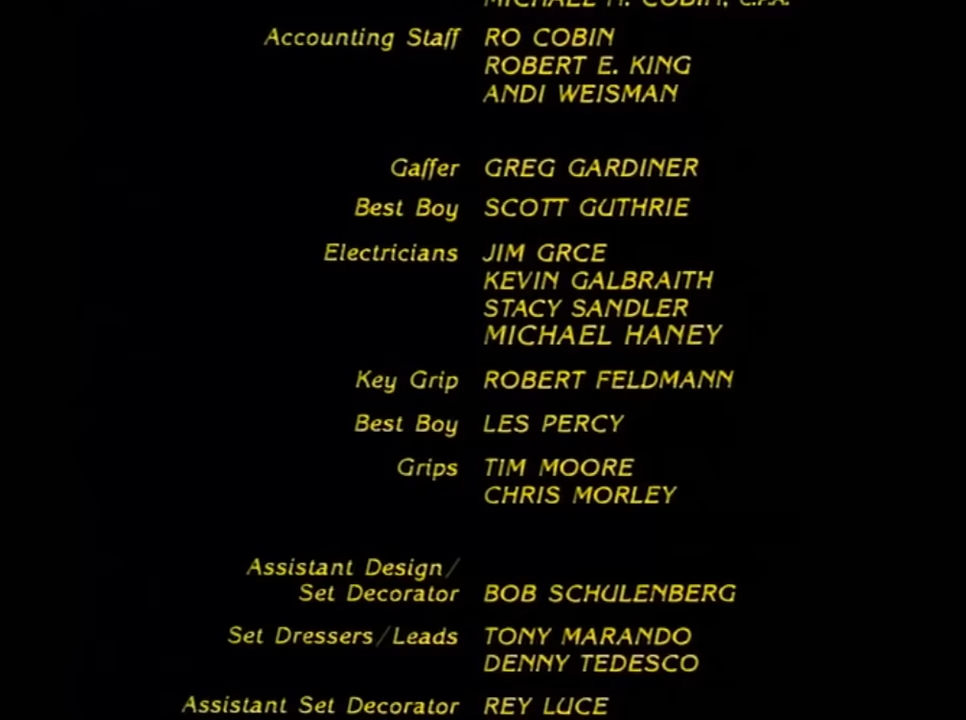 MICHAEL M. COBIN, C.P.A.
Accounting Staff RO COBIN
ROBERT E. KING
ANDI WEISMAN
Gaffer GREG GARDINER
Best Boy SCOTT GUTHRIE
Electricians JIM GRCE
KEVIN GALBRAITH
STACY SANDLER
MICHAEL HANEY
Key Grip ROBERT FELDMANN
Best Boy LES PERCY
Grips TIM MOORE
CHRIS MORLEY
Assistant Design/
Set Decorator BOB SCHULENBERG
Set Dressers/Leads TONY MARANDO
DENNY TEDESCO
Assistant Set Decorator REY LUCE